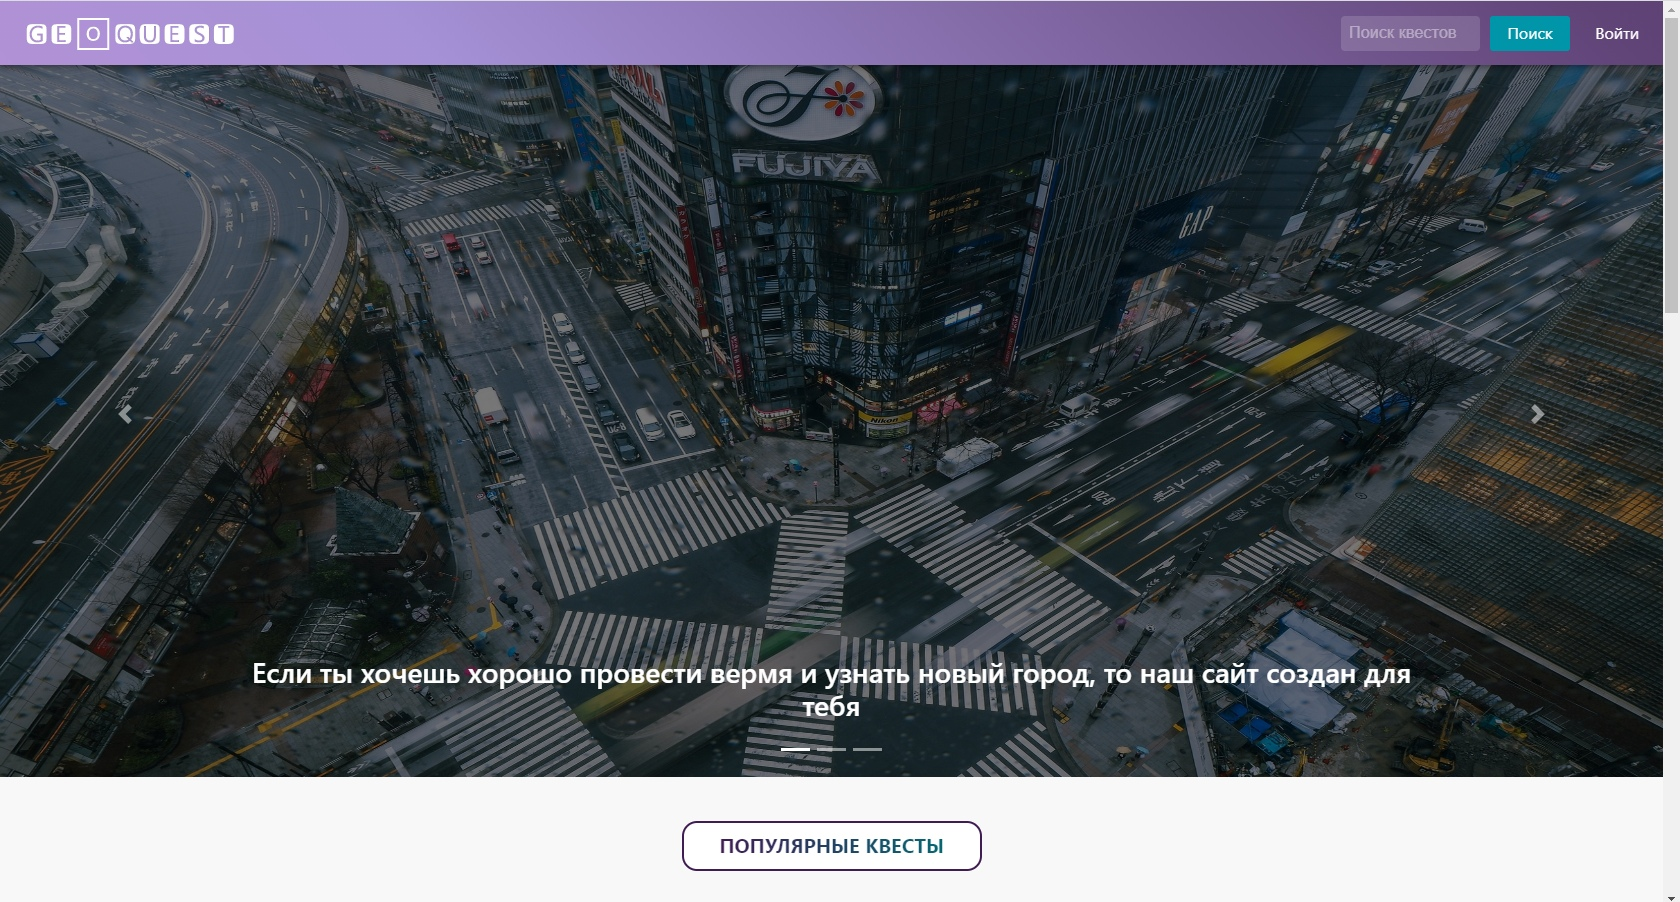 GEOQUEST
Поиск квестов
Поиск
Войти
FUJIYA
GAP
Nikon
Если ты хочешь хорошо провести вермя и узнать новый город, то наш сайт создан для
тебя
ПОПУЛЯРНЫЕ КВЕСТЫ